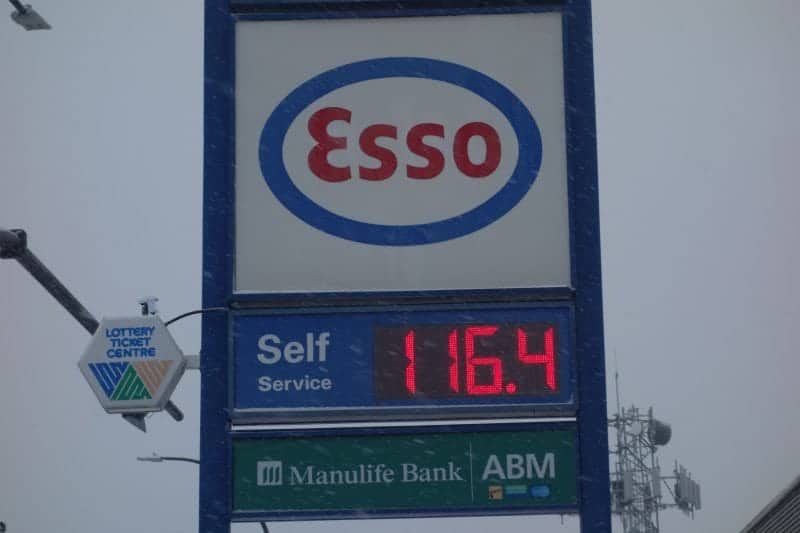 Esso
LOTTERY
TICKET
CENTRE
Self
Service
116.4
Manulife Bank
ABM